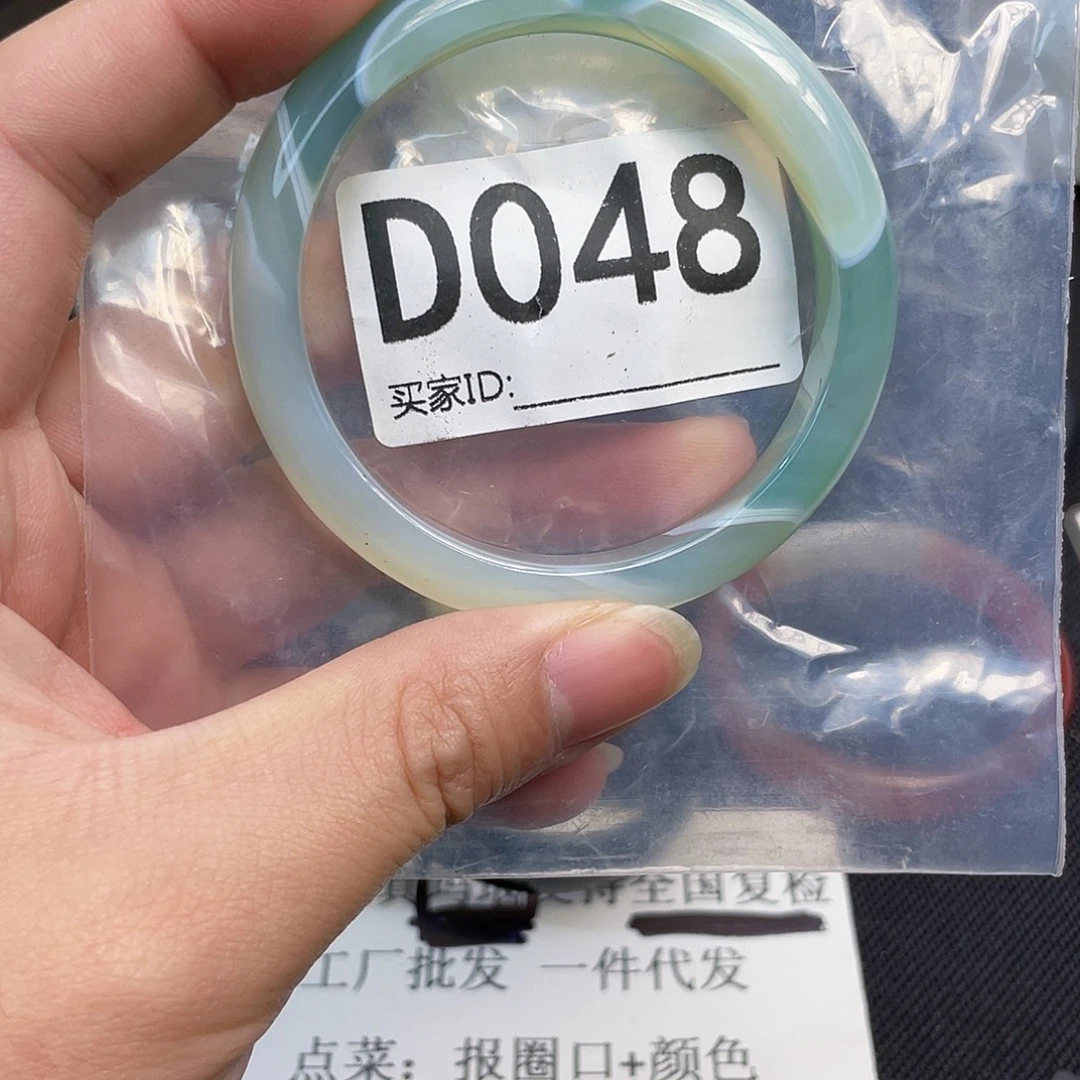 D048
买家ID:
全国复检
工厂批发 一件代发
点菜：报圈口+颜色